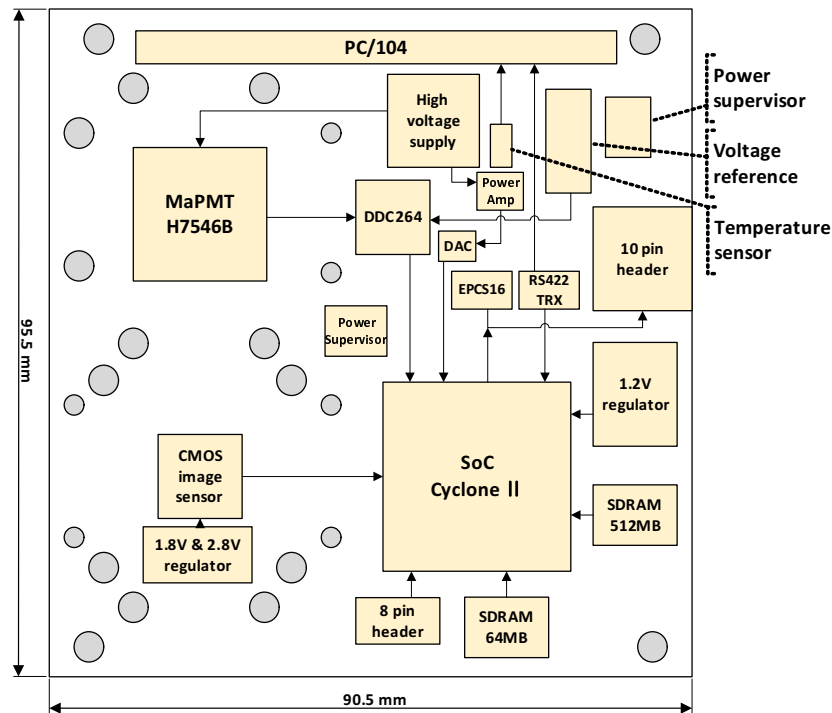 PC/104
High
voltage
supply
Power
supervisor
Voltage
reference
Temperature
sensor
MaPMT
H7546B
DDC264
Power
Amp
DAC
EPCS16
RS422
TRX
10 pin
header
Power
Supervisor
95.5 mm
1.2V
regulator
SoC
Cyclone II
CMOS
image
sensor
1.8V & 2.8V
regulator
SDRAM
512MB
8 pin
header
SDRAM
64MB
90.5 mm